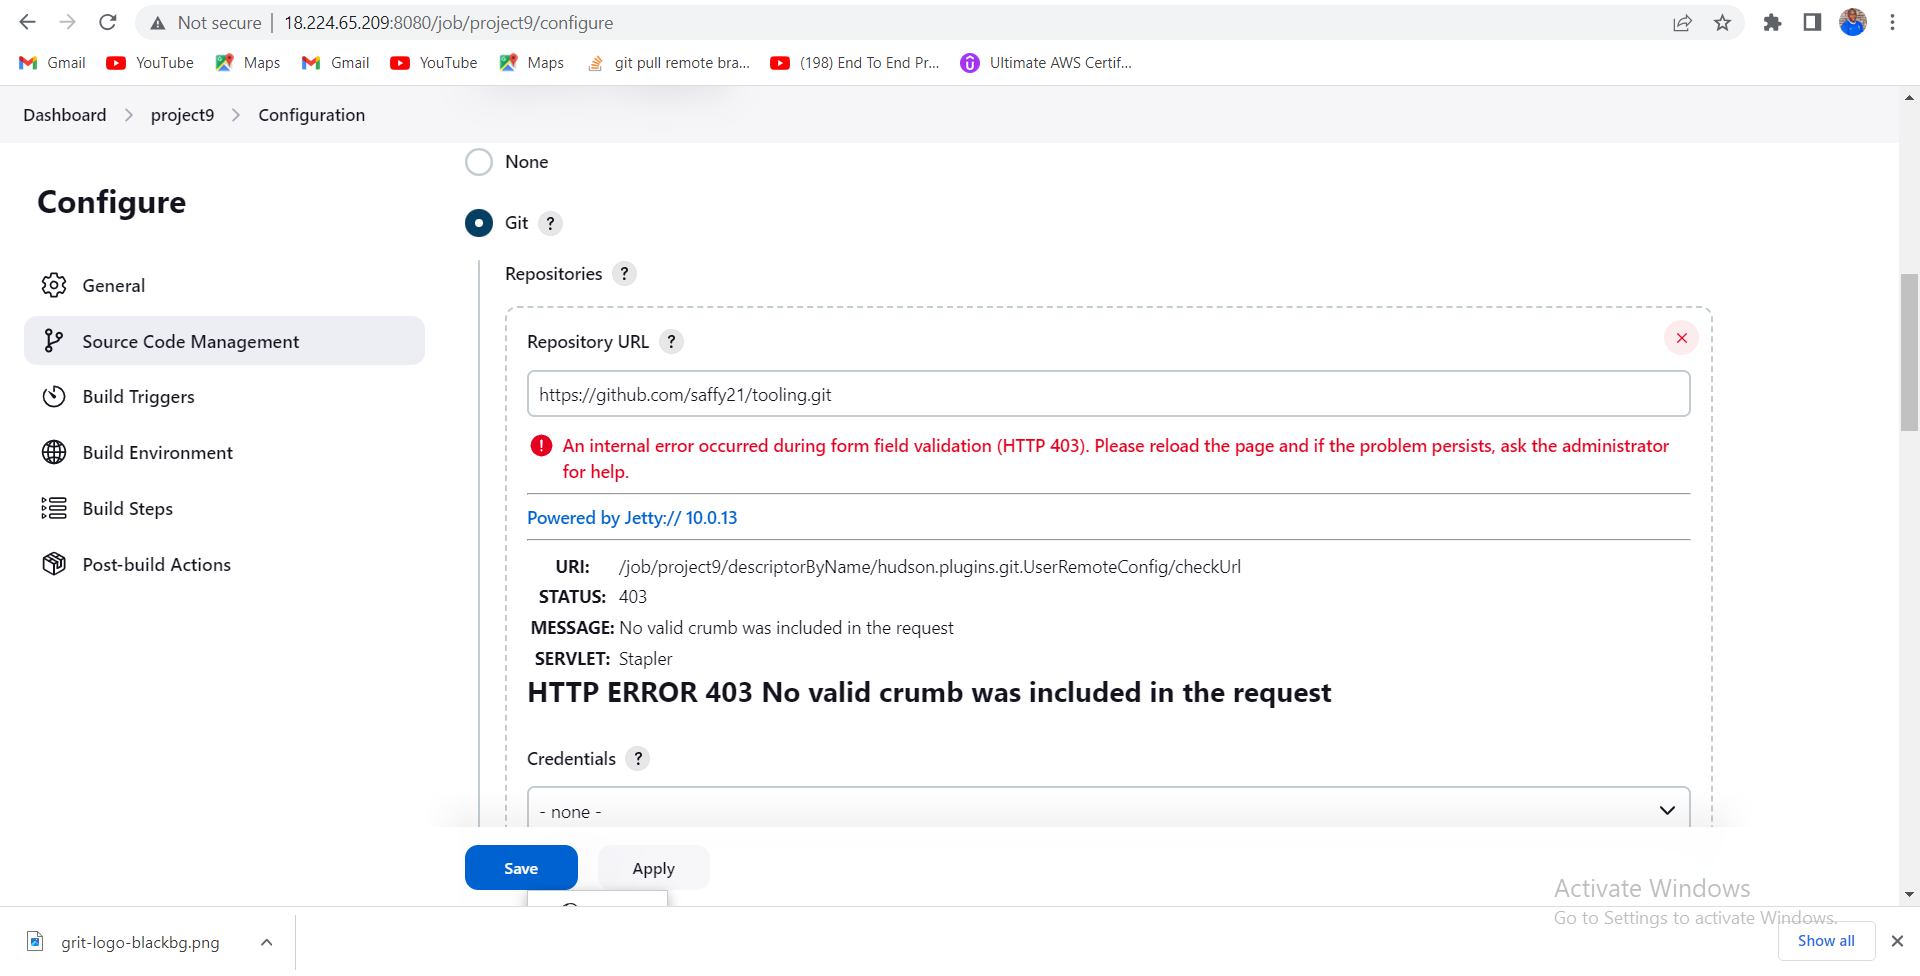 Not secure | 18.224.65.209:8080/job/project9/configure
Gmail YouTube Maps Gmail YouTube Maps git pull remote bra... (198) End To End Pr... Ultimate AWS Certif...
Dashboard project9 Configuration
Configure
General
Source Code Management
Build Triggers
Build Environment
Build Steps
Post-build Actions
None
Git ?
Repositories ?
Repository URL ?
https://github.com/saffy21/tooling.git
An internal error occurred during form field validation (HTTP 403). Please reload the page and if the problem persists, ask the administrator
for help.
Powered by Jetty:// 10.0.13
URI: /job/project9/descriptorByName/hudson.plugins.git.UserRemoteConfig/checkUrl
STATUS: 403
MESSAGE: No valid crumb was included in the request
SERVLET: Stapler
HTTP ERROR 403 No valid crumb was included in the request
Credentials ?
- none -
Save Apply
Activate Windows
Go to Settings to activate Windows.
grit-logo-blackbg.png
Show all